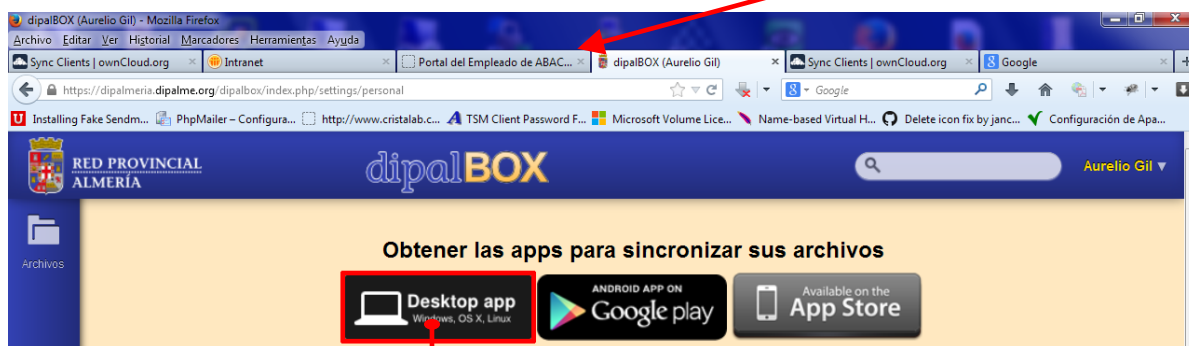 dipalBOX (Aurelio Gil) - Mozilla Firefox
Archivo Editar Ver Historial Marcadores Herramientas Ayuda
Sync Clients | ownCloud.org × Intranet × Portal del Empleado de ABAC... × dipalBOX (Aurelio Gil) × Sync Clients | ownCloud.org × Google × +
https://dipalmeria.dipalme.org/dipalbox/index.php/settings/personal Google
Installing Fake Sendm... PhpMailer – Configura... http://www.cristalab.c... TSM Client Password F... Microsoft Volume Lice... Name-based Virtual H... Delete icon fix by janc... Configuración de Apa...
RED PROVINCIAL
ALMERÍA
dipalBOX
Aurelio Gil
Archivos
Obtener las apps para sincronizar sus archivos
Desktop app
Windows, OS X, Linux
ANDROID APP ON
Google play
Available on the
App Store